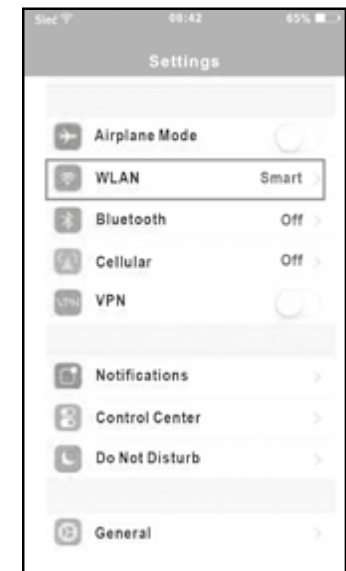 Sieć 08:42 65%
Settings
Airplane Mode
WLAN Smart
Bluetooth Off
Cellular Off
VPN VPN
Notifications
Control Center
Do Not Disturb
General